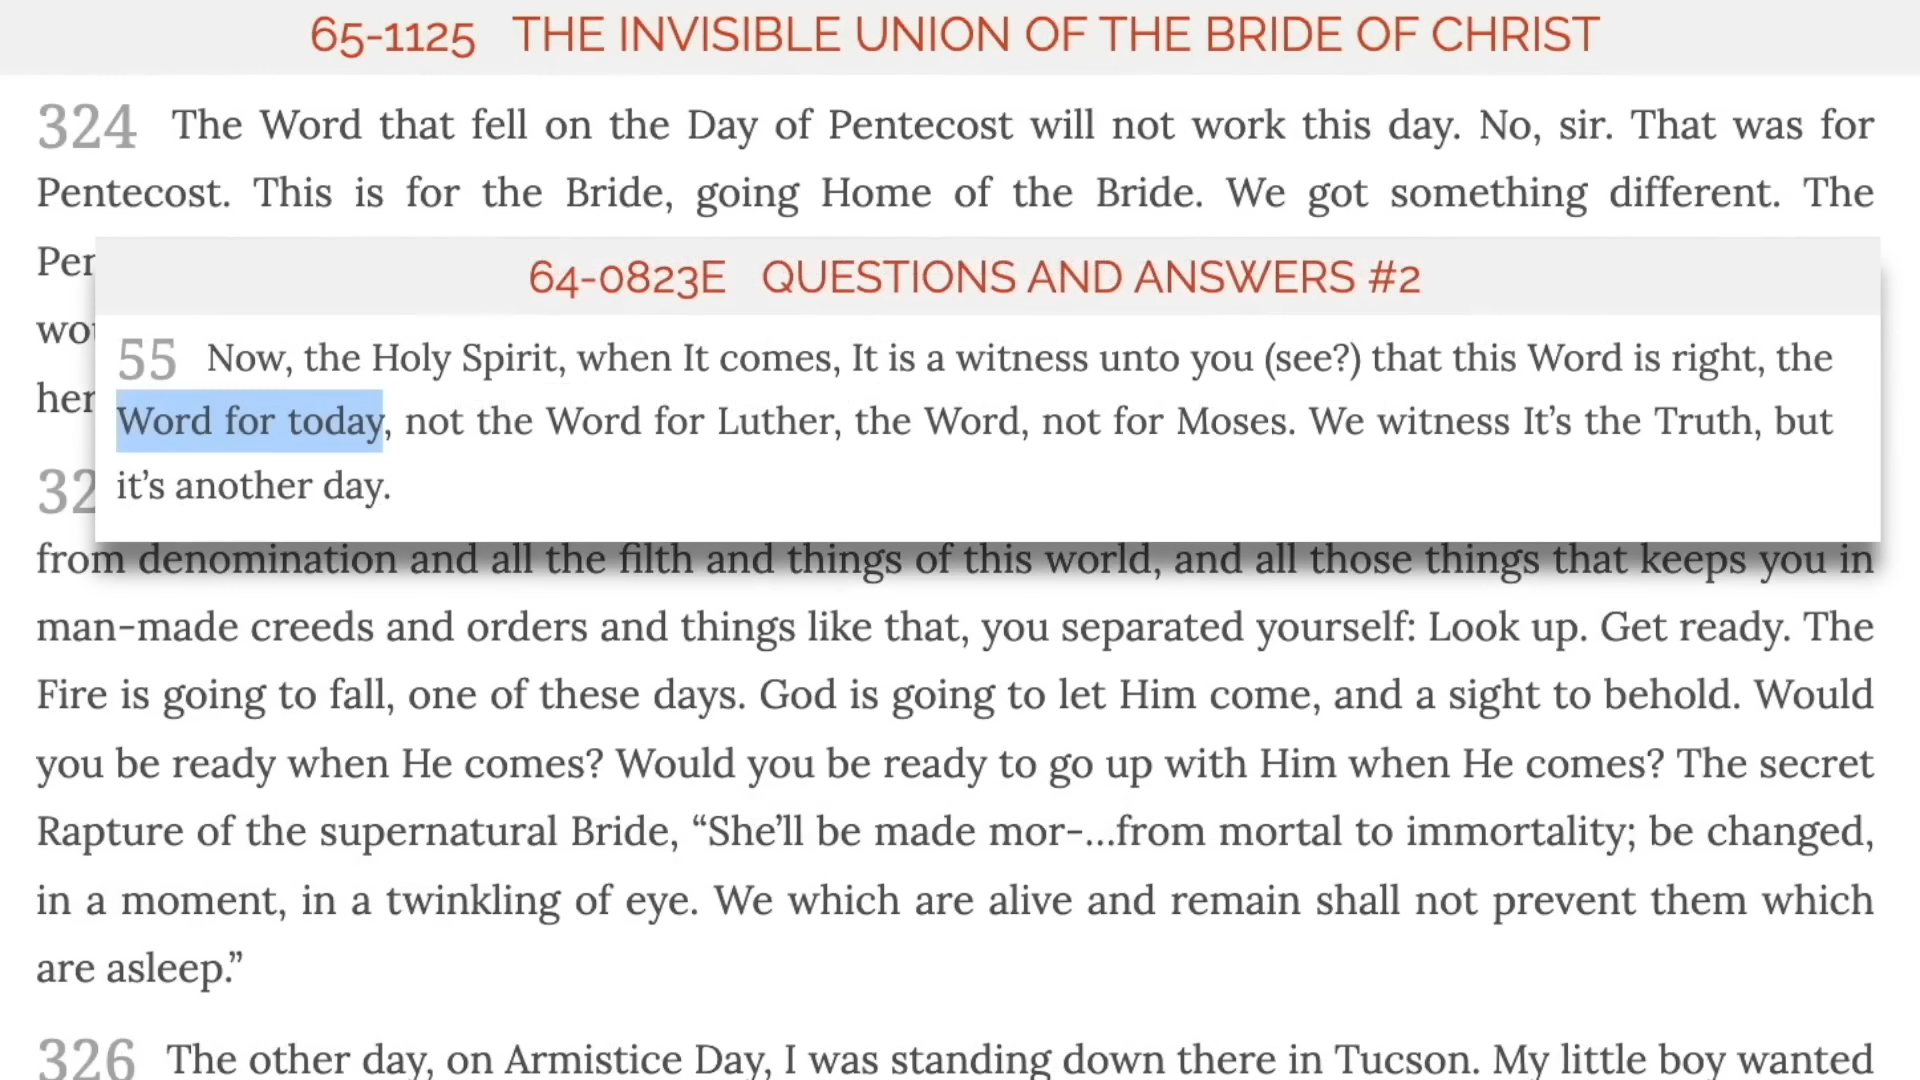 65-1125 THE INVISIBLE UNION OF THE BRIDE OF CHRIST
324 The Word that fell on the Day of Pentecost will not work this day. No, sir. That was for
Pentecost. This is for the Bride, going Home of the Bride. We got something different. The
64-0823E QUESTIONS AND ANSWERS #2
55 Now, the Holy Spirit, when It comes, It is a witness unto you (see?) that this Word is right, the
Word for today, not the Word for Luther, the Word, not for Moses. We witness It’s the Truth, but
it’s another day.
from denomination and all the filth and things of this world, and all those things that keeps you in
man-made creeds and orders and things like that, you separated yourself: Look up. Get ready. The
Fire is going to fall, one of these days. God is going to let Him come, and a sight to behold. Would
you be ready when He comes? Would you be ready to go up with Him when He comes? The secret
Rapture of the supernatural Bride, “She’ll be made mor-…from mortal to immortality; be changed,
in a moment, in a twinkling of eye. We which are alive and remain shall not prevent them which
are asleep.”
326 The other day, on Armistice Day, I was standing down there in Tucson. My little boy wanted